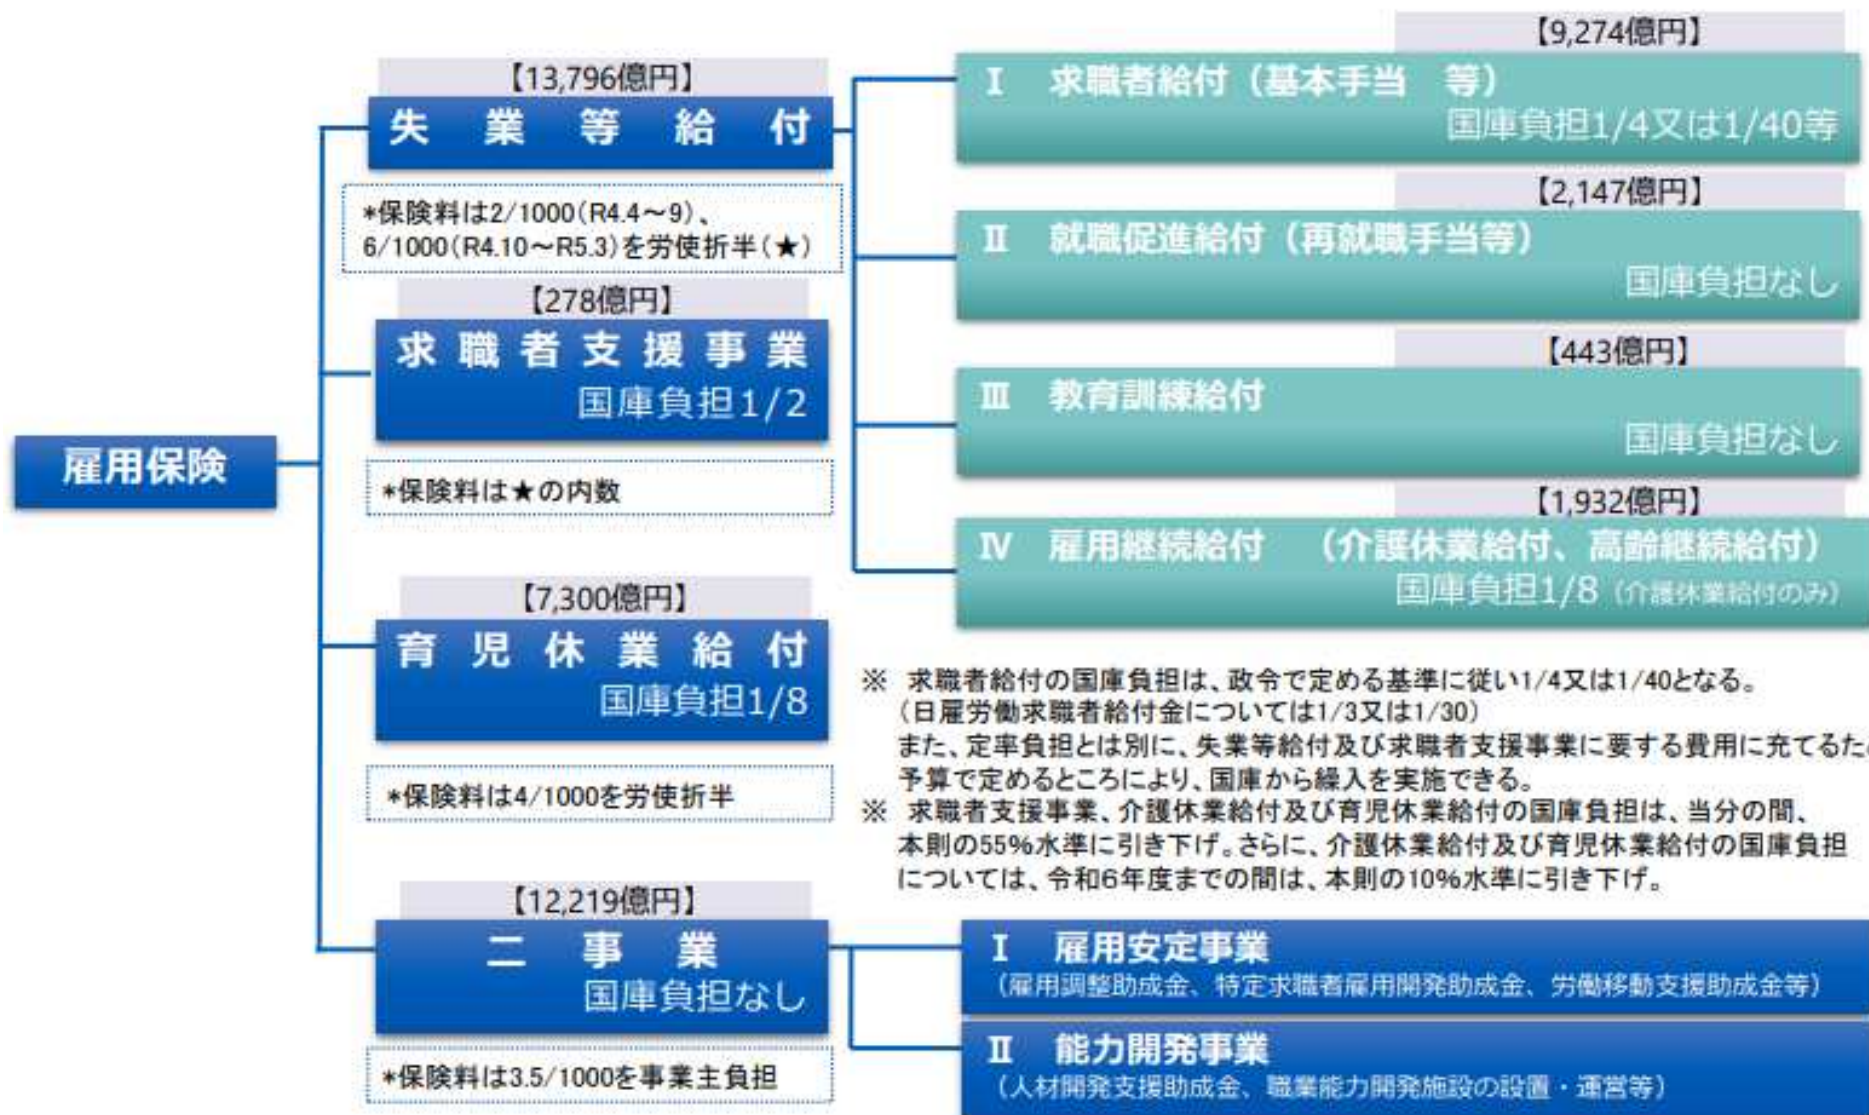 雇用保険
【13,796億円】
失業等給付
*保険料は2/1000(R4.4～9)、
6/1000(R4.10～R5.3)を労使折半(★)
【278億円】
求職者支援事業
国庫負担1/2
*保険料は★の内数
【7,300億円】
育児休業給付
国庫負担1/8
*保険料は4/1000を労使折半
【12,219億円】
二事業
国庫負担なし
*保険料は3.5/1000を事業主負担
【9,274億円】
Ⅰ 求職者給付（基本手当 等）
国庫負担1/4又は1/40等
【2,147億円】
Ⅱ 就職促進給付（再就職手当等）
国庫負担なし
【443億円】
Ⅲ 教育訓練給付
国庫負担なし
【1,932億円】
Ⅳ 雇用継続給付 （介護休業給付、高齢継続給付）
国庫負担1/8（介護休業給付のみ）
※ 求職者給付の国庫負担は、政令で定める基準に従い1/4又は1/40となる。
（日雇労働求職者給付金については1/3又は1/30）
また、定率負担とは別に、失業等給付及び求職者支援事業に要する費用に充てるため
予算で定めるところにより、国庫から繰入を実施できる。
※ 求職者支援事業、介護休業給付及び育児休業給付の国庫負担は、当分の間、
本則の55%水準に引き下げ。さらに、介護休業給付及び育児休業給付の国庫負担
については、令和6年度までの間は、本則の10%水準に引き下げ。
Ⅰ 雇用安定事業
（雇用調整助成金、特定求職者雇用開発助成金、労働移動支援助成金等）
Ⅱ 能力開発事業
（人材開発支援助成金、職業能力開発施設の設置・運営等）